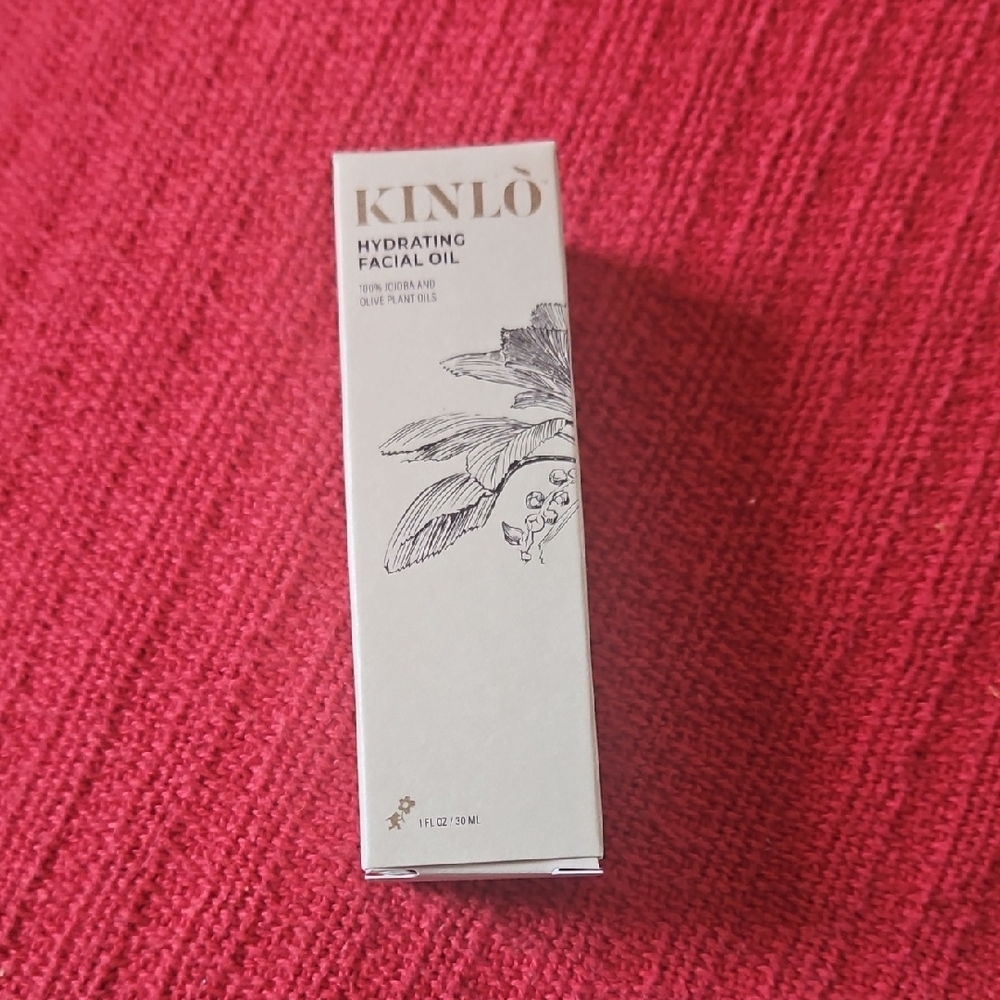 KINLÒ
HYDRATING
FACIAL OIL
100% JOJOBA AND
OLIVE PLANT OILS
1 FL OZ / 30 ML